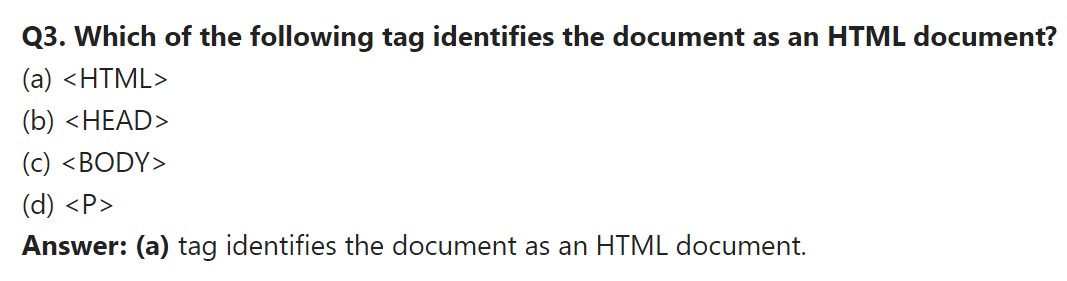 Q3. Which of the following tag identifies the document as an HTML document?
(a) <HTML>
(b) <HEAD>
(c) <BODY>
(d) <P>
Answer: (a) tag identifies the document as an HTML document.